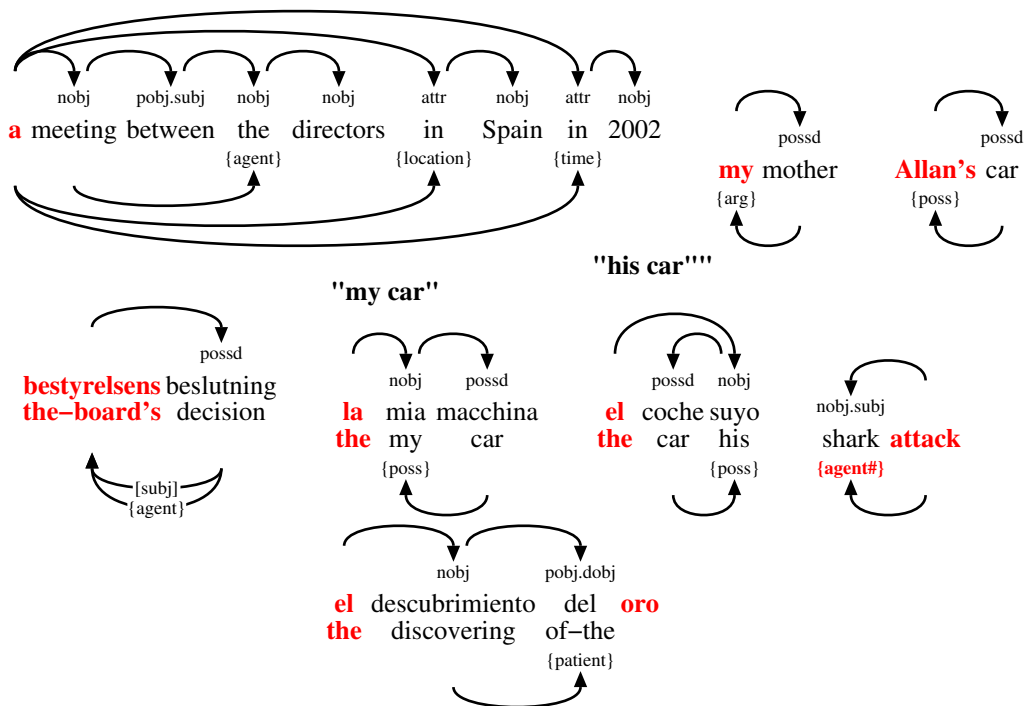 nobj pobj.subj nobj nobj attr nobj attr nobj
a meeting between the directors in Spain in 2002
{agent} {location} {time}
possd
my mother
{arg}
possd
Allan's car
{poss}
"my car"
"his car""
possd
bestyrelsens beslutning
the−board's decision
[subj]
{agent}
nobj possd
la mia macchina
the my car
{poss}
possd nobj
el coche suyo
the car his
{poss}
nobj.subj
shark attack
{agent#}
nobj pobj.dobj
el descubrimiento del oro
the discovering of−the
{patient}